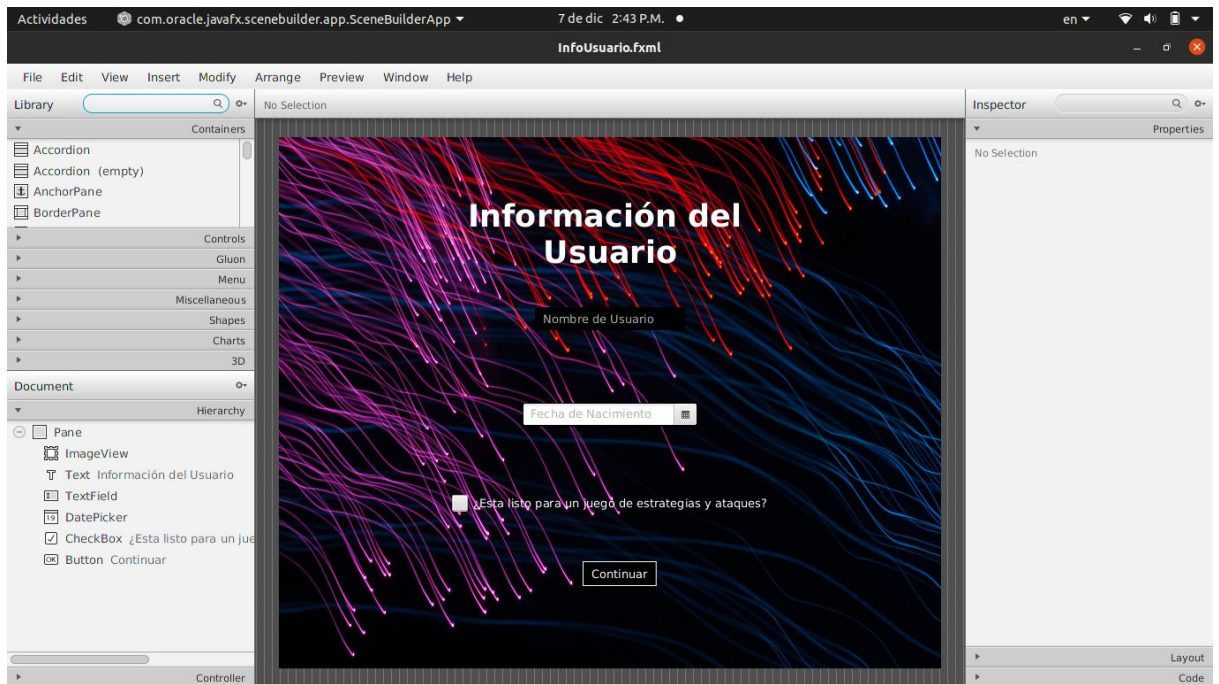 Actividades com.oracle.javafx.scenebuilder.app.SceneBuilderApp 7 de dic 2:43 P.M. en
InfoUsuario.fxml
File Edit View Insert Modify Arrange Preview Window Help
Library No Selection Inspector
Containers Properties
Accordion No Selection
Accordion (empty)
AnchorPane
BorderPane
Controls
Gluon
Menu
Miscellaneous
Shapes
Charts
3D
Document
Hierarchy
Pane
ImageView
Text Información del Usuario
TextField
19 DatePicker
CheckBox ¿Esta listo para un jue
OK Button Continuar
Controller
Información del
Usuario
Nombre de Usuario
Fecha de Nacimiento
¿Esta listo para un juego de estrategias y ataques?
Continuar
Layout
Code